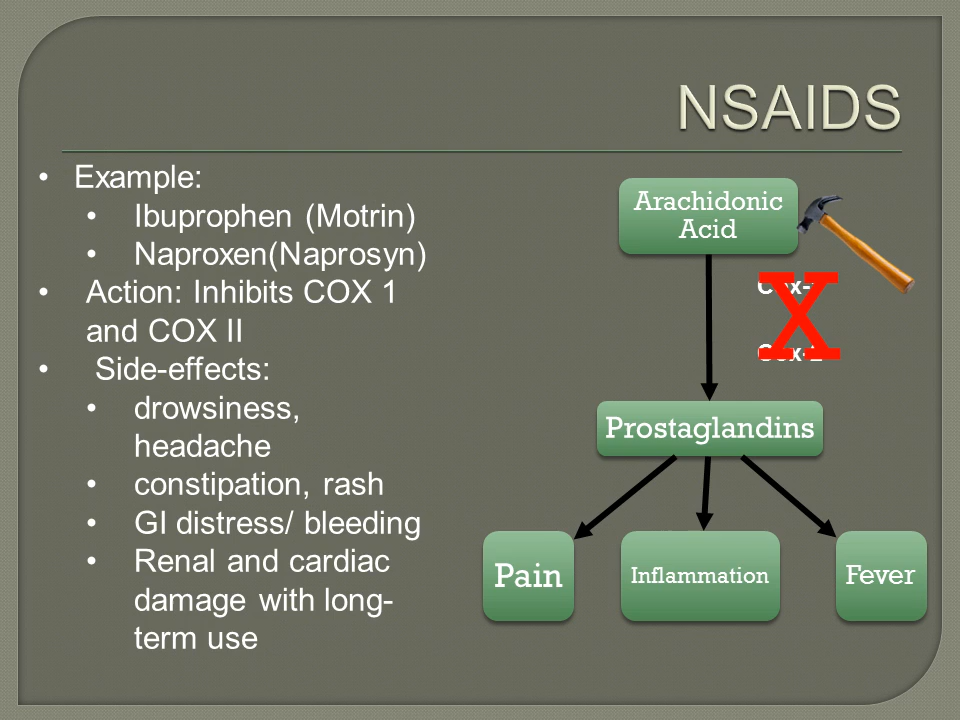 NSAIDS
• Example:
• Ibuprophen (Motrin)
• Naproxen(Naprosyn)
• Action: Inhibits COX 1
and COX II
• Side-effects:
• drowsiness,
headache
• constipation, rash
• GI distress/ bleeding
• Renal and cardiac
damage with long-
term use
Arachidonic
Acid
X
Prostaglandins
Pain
Inflammation
Fever